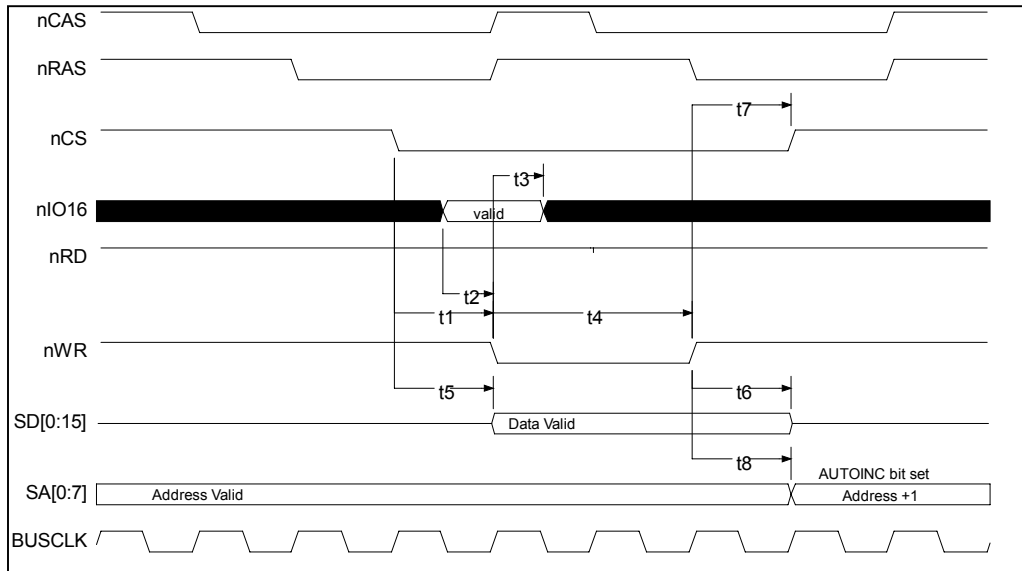 nCAS
nRAS
t7
nCS
t3
nIO16
valid
nRD
t2
t1
t4
nWR
t5
t6
SD[0:15]
Data Valid
t8
AUTOINC bit set
SA[0:7]
Address Valid
Address +1
BUSCLK